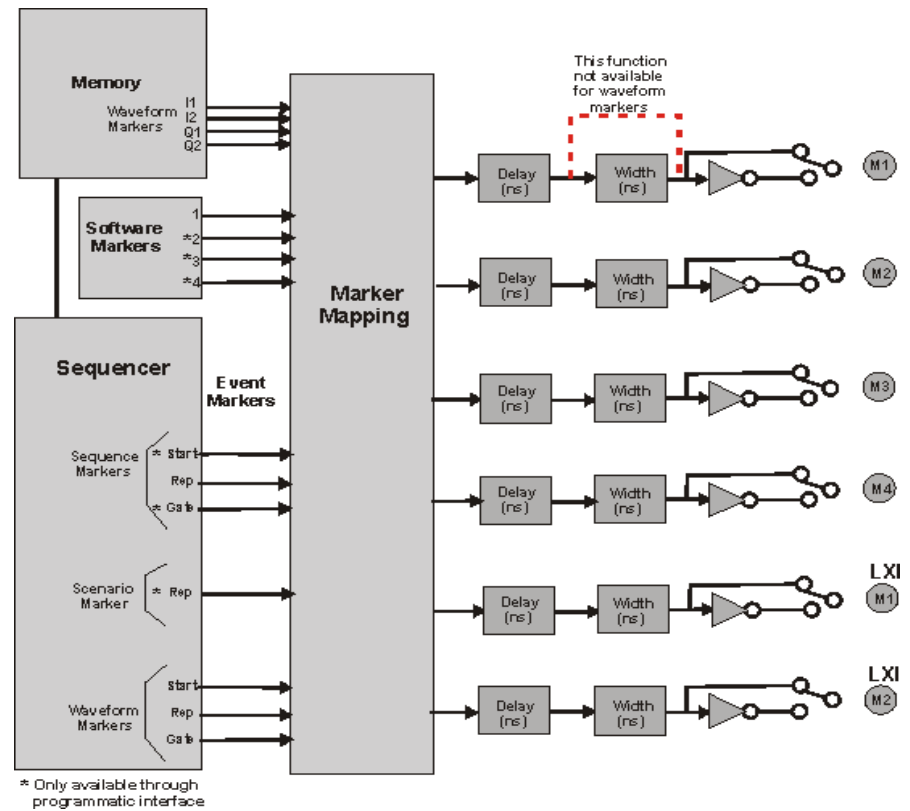 Memory
Waveform
Markers
I1
I2
Q1
Q2
Software
Markers
1
*2
*3
*4
Sequencer
Event
Markers
Sequence
Markers
* Start
Rep
* Gate
Scenario
Marker
* Rep
Waveform
Markers
Start
Rep
Gate
* Only available through
programmatic interface
Marker
Mapping
This function
not available
for waveform
markers
Delay
(ns)
Width
(ns)
M1
Delay
(ns)
Width
(ns)
M2
Delay
(ns)
Width
(ns)
M3
Delay
(ns)
Width
(ns)
M4
Delay
(ns)
Width
(ns)
LXI
M1
Delay
(ns)
Width
(ns)
LXI
M2